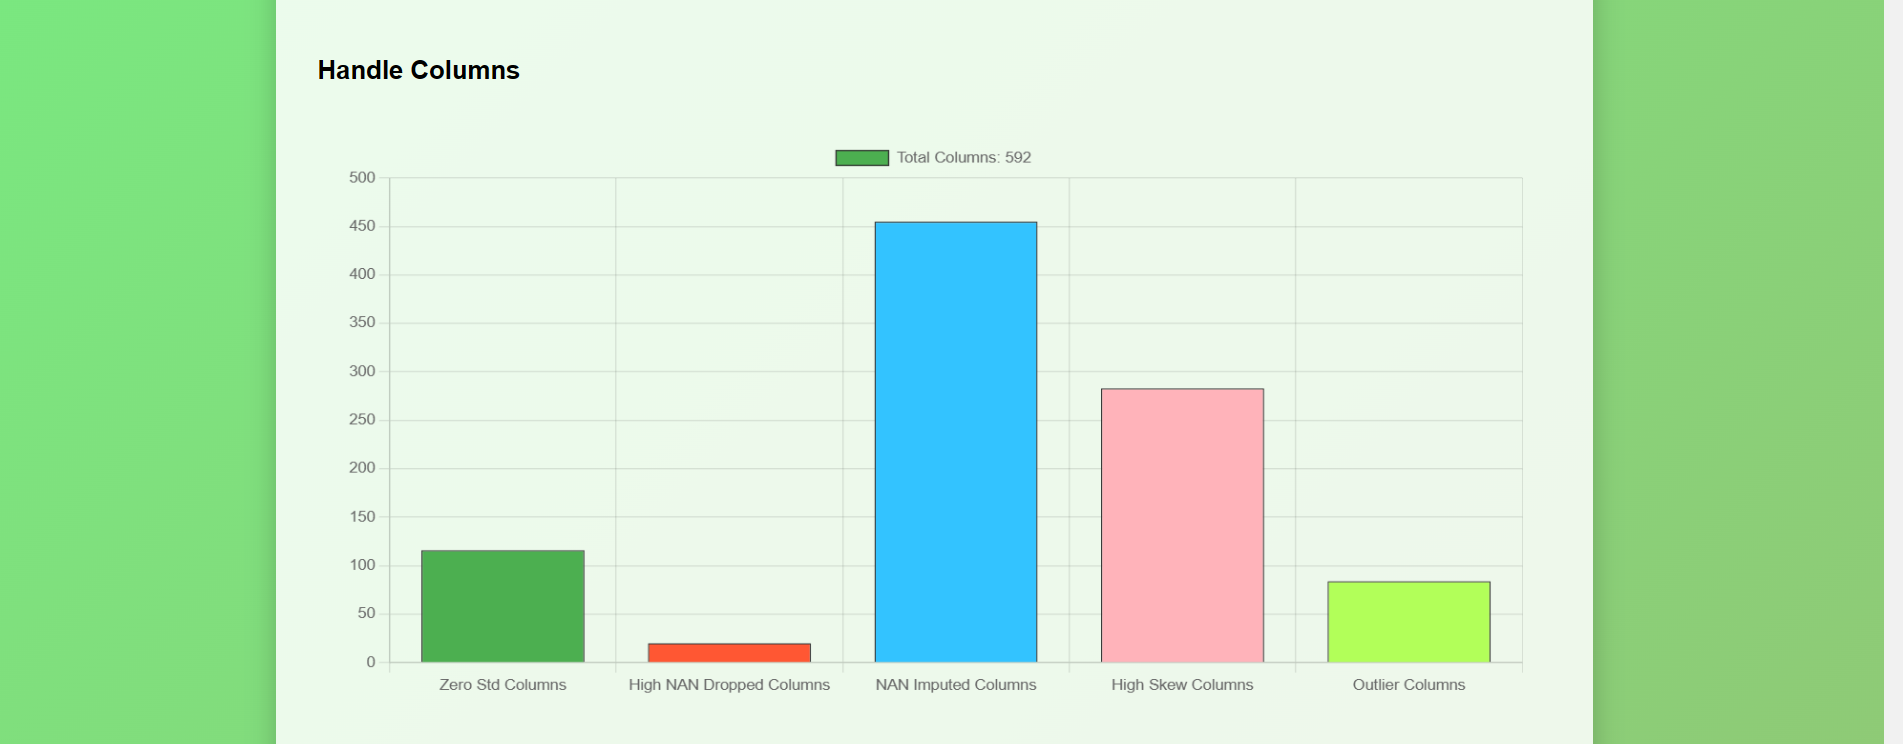 Handle Columns
Total Columns: 592
500
450
400
350
300
250
200
150
100
50
0
Zero Std Columns
High NAN Dropped Columns
NAN Imputed Columns
High Skew Columns
Outlier Columns